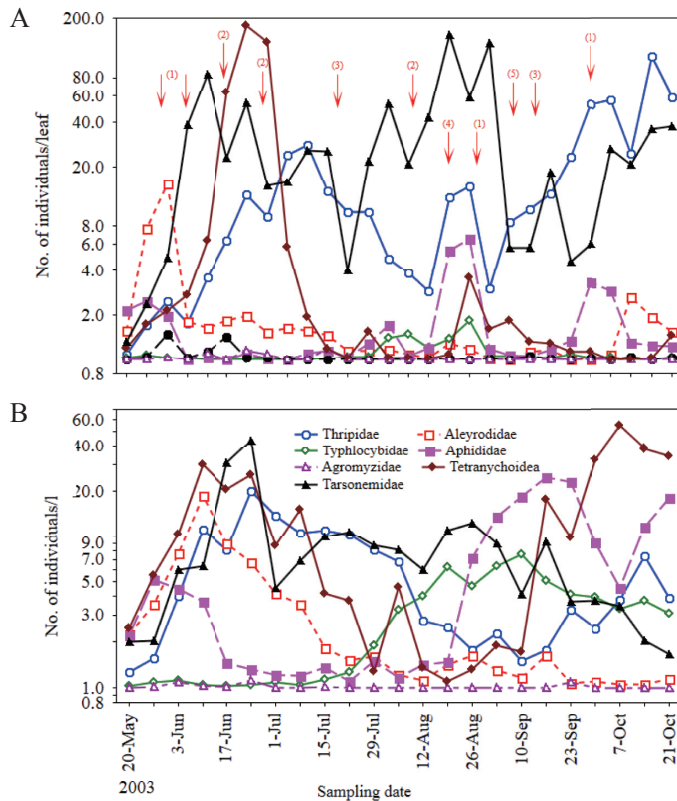 A
No. of individuals/leaf
200.0
80.0
60.0
40.0
20.0
8.0
6.0
4.0
2.0
0.8
(1)
(2)
(2)
(3)
(2)
(4)
(1)
(5)
(3)
(1)
B
No. of individuals/l
60.0
40.0
20.0
9.0
7.0
5.0
3.0
1.0
0.8
Thripidae
Aleyrodidae
Typhlocybidae
Aphididae
Agromyzidae
Tetranychoidea
Tarsonemidae
20-May
3-Jun
17-Jun
1-Jul
15-Jul
29-Jul
12-Aug
26-Aug
10-Sep
23-Sep
7-Oct
21-Oct
2003
Sampling date